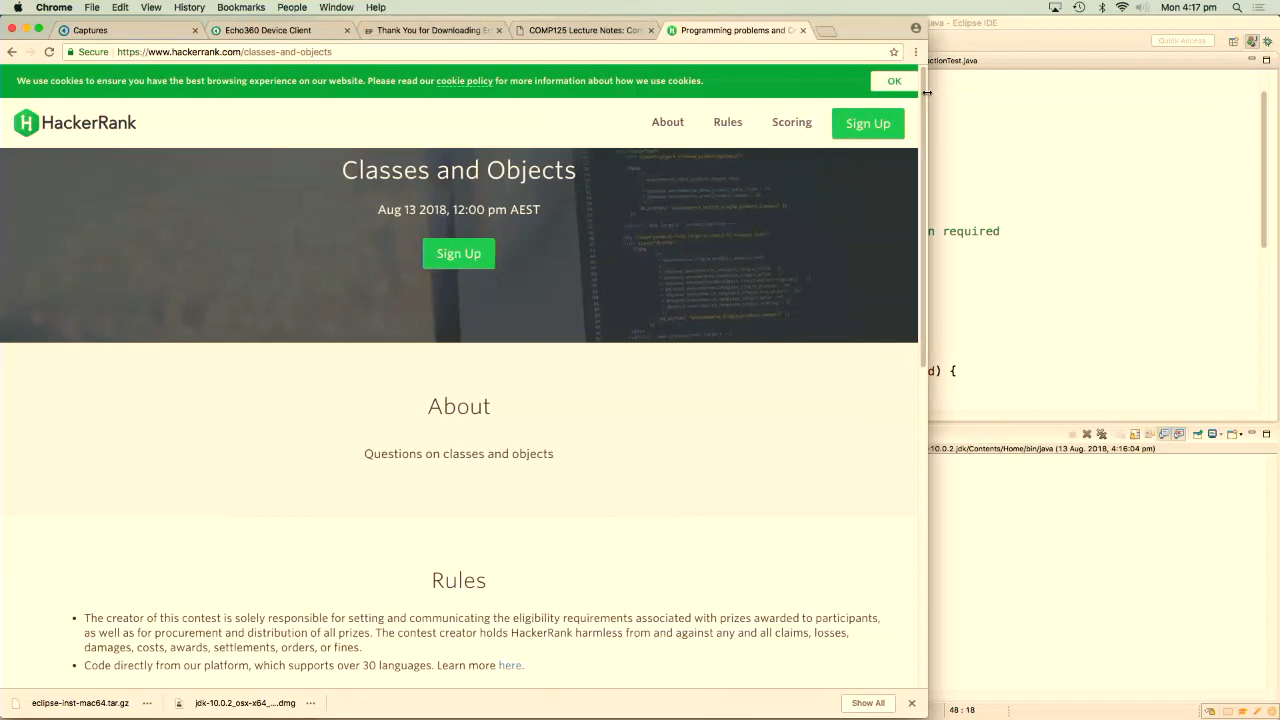 Chrome File Edit View History Bookmarks People Window Help
Mon 4:17 pm
java - Eclipse IDE
Captures
Echo360 Device Client
Thank You for Downloading E
COMP125 Lecture Notes: Con
Programming problems and C
Quick Access
Secure https://www.hackerrank.com/classes-and-objects
ctionTest.java
We use cookies to ensure you have the best browsing experience on our website. Please read our cookie policy for more information about how we use cookies.
OK
HackerRank
About
Rules
Scoring
Sign Up
Classes and Objects
Aug 13 2018, 12:00 pm AEST
Sign Up
n required
d) {
About
Questions on classes and objects
-10.0.2.jdk/Contents/Home/bin/java (13 Aug. 2018, 4:16:04 pm)
Rules
The creator of this contest is solely responsible for setting and communicating the eligibility requirements associated with prizes awarded to participants,
as well as for procurement and distribution of all prizes. The contest creator holds HackerRank harmless from and against any and all claims, losses,
damages, costs, awards, settlements, orders, or fines.
Code directly from our platform, which supports over 30 languages. Learn more here.
eclipse-inst-mac64.tar.gz
jdk-10.0.2_osx-x64_....dmg
Show All
48 : 18